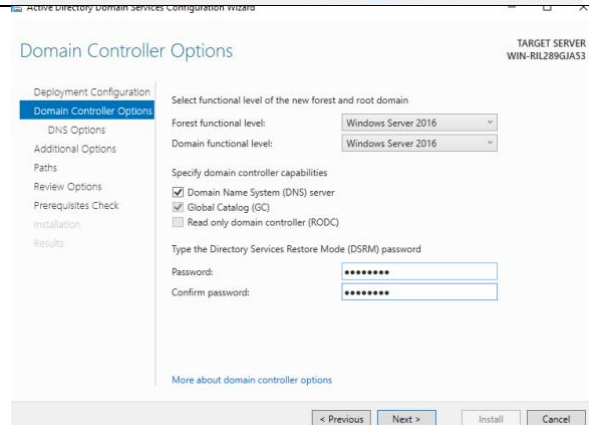 Active Directory Domain Services Configuration Wizard
Domain Controller Options
TARGET SERVER
WIN-RIL289GJAS3
Deployment Configuration
Domain Controller Options
DNS Options
Additional Options
Paths
Review Options
Prerequisites Check
Installation
Results
Select functional level of the new forest and root domain
Forest functional level: Windows Server 2016
Domain functional level: Windows Server 2016
Specify domain controller capabilities
Domain Name System (DNS) server
Global Catalog (GC)
Read only domain controller (RODC)
Type the Directory Services Restore Mode (DSRM) password
Password: ••••••••
Confirm password: ••••••••
More about domain controller options
< Previous Next > Install Cancel